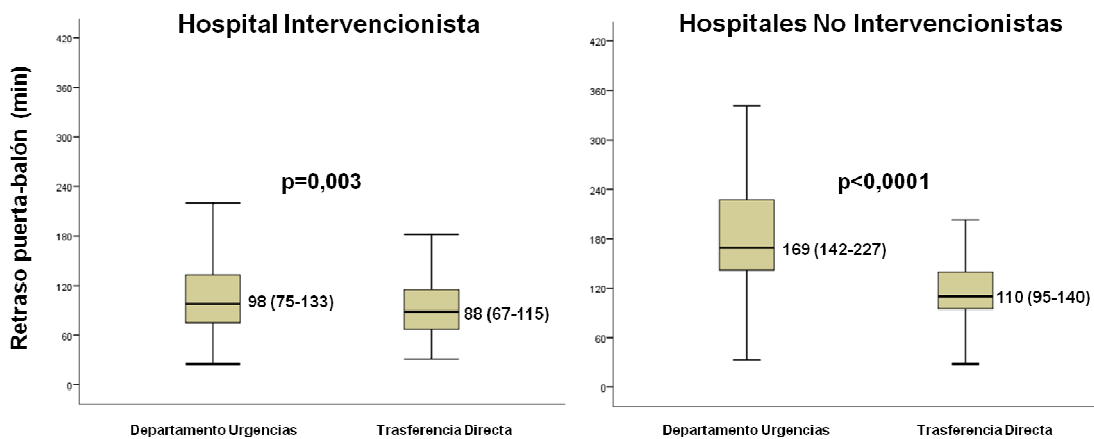 Hospital Intervencionista
Retraso puerta-balón (min)
420
360
300
240
180
120
60
0
p=0,003
98 (75-133)
88 (67-115)
Departamento Urgencias
Trasferencia Directa
Hospitales No Intervencionistas
420
360
300
240
180
120
60
0
p<0,0001
169 (142-227)
110 (95-140)
Departamento Urgencias
Trasferencia Directa